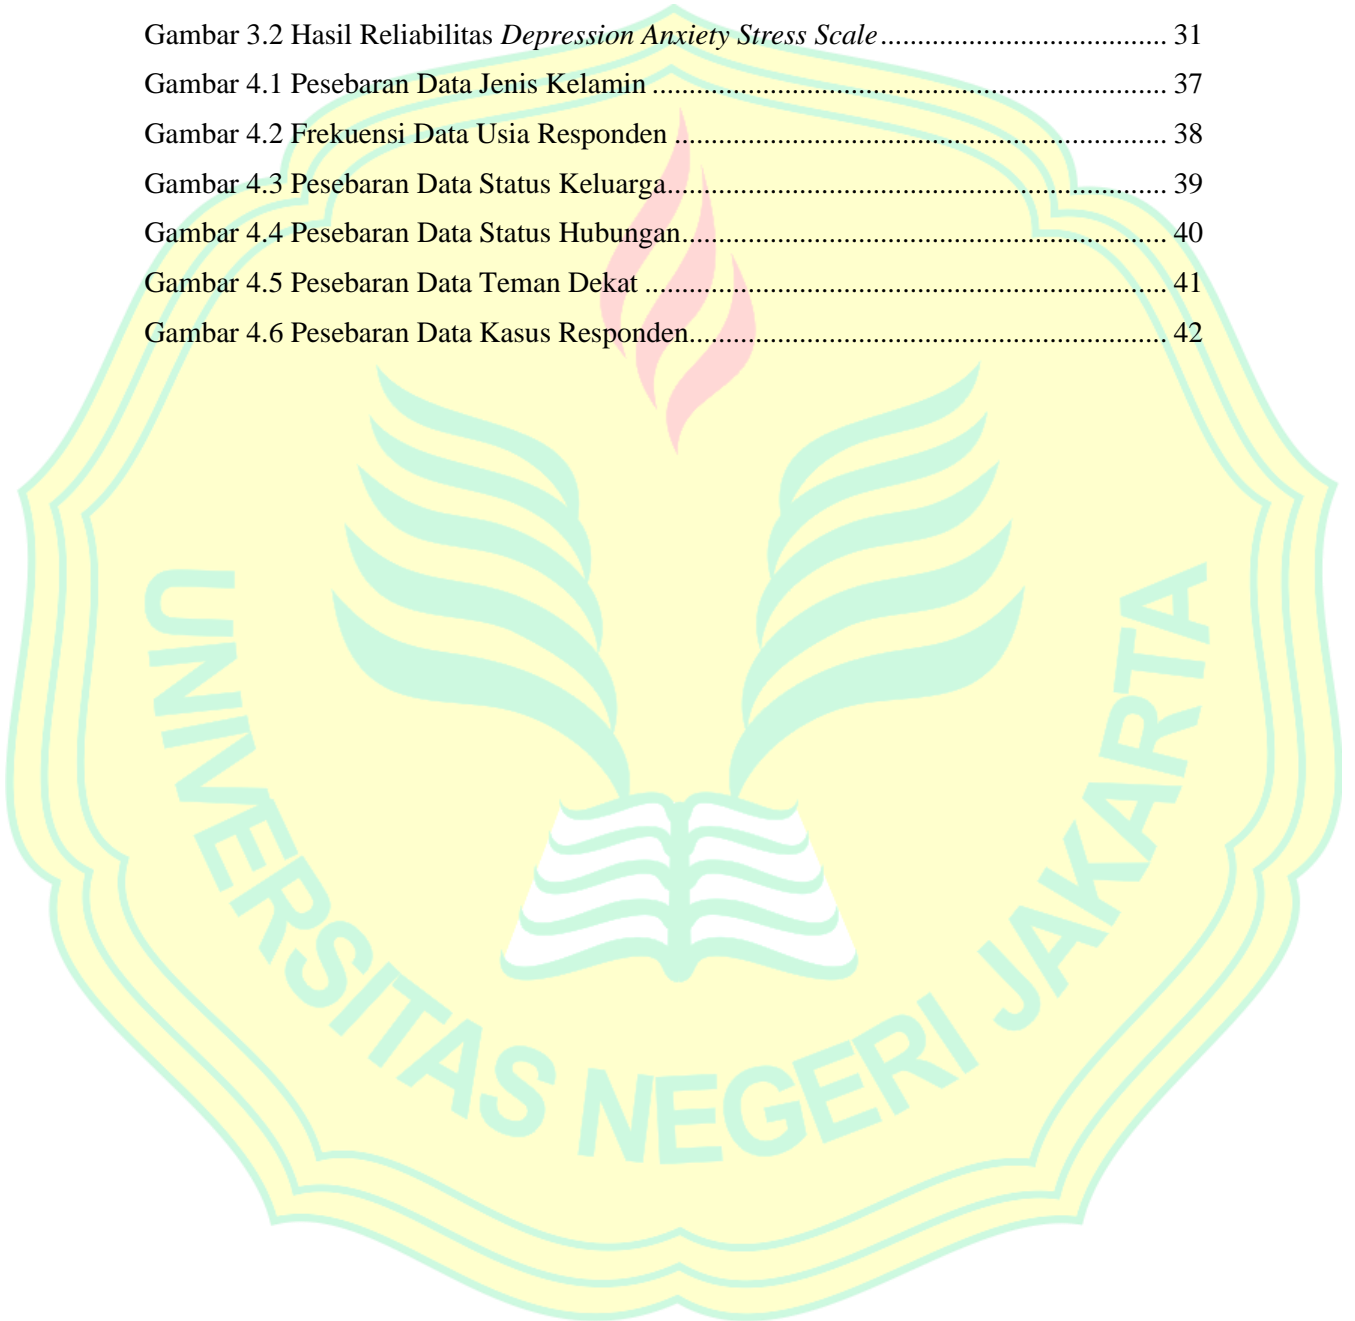 Gambar 3.2 Hasil Reliabilitas Depression Anxiety Stress Scale....................................... 31
Gambar 4.1 Pesebaran Data Jenis Kelamin ...................................................................... 37
Gambar 4.2 Frekuensi Data Usia Responden ................................................................... 38
Gambar 4.3 Pesebaran Data Status Keluarga.................................................................... 39
Gambar 4.4 Pesebaran Data Status Hubungan.................................................................. 40
Gambar 4.5 Pesebaran Data Teman Dekat ....................................................................... 41
Gambar 4.6 Pesebaran Data Kasus Responden................................................................. 42
UNIVERSITAS NEGERI JAKARTA